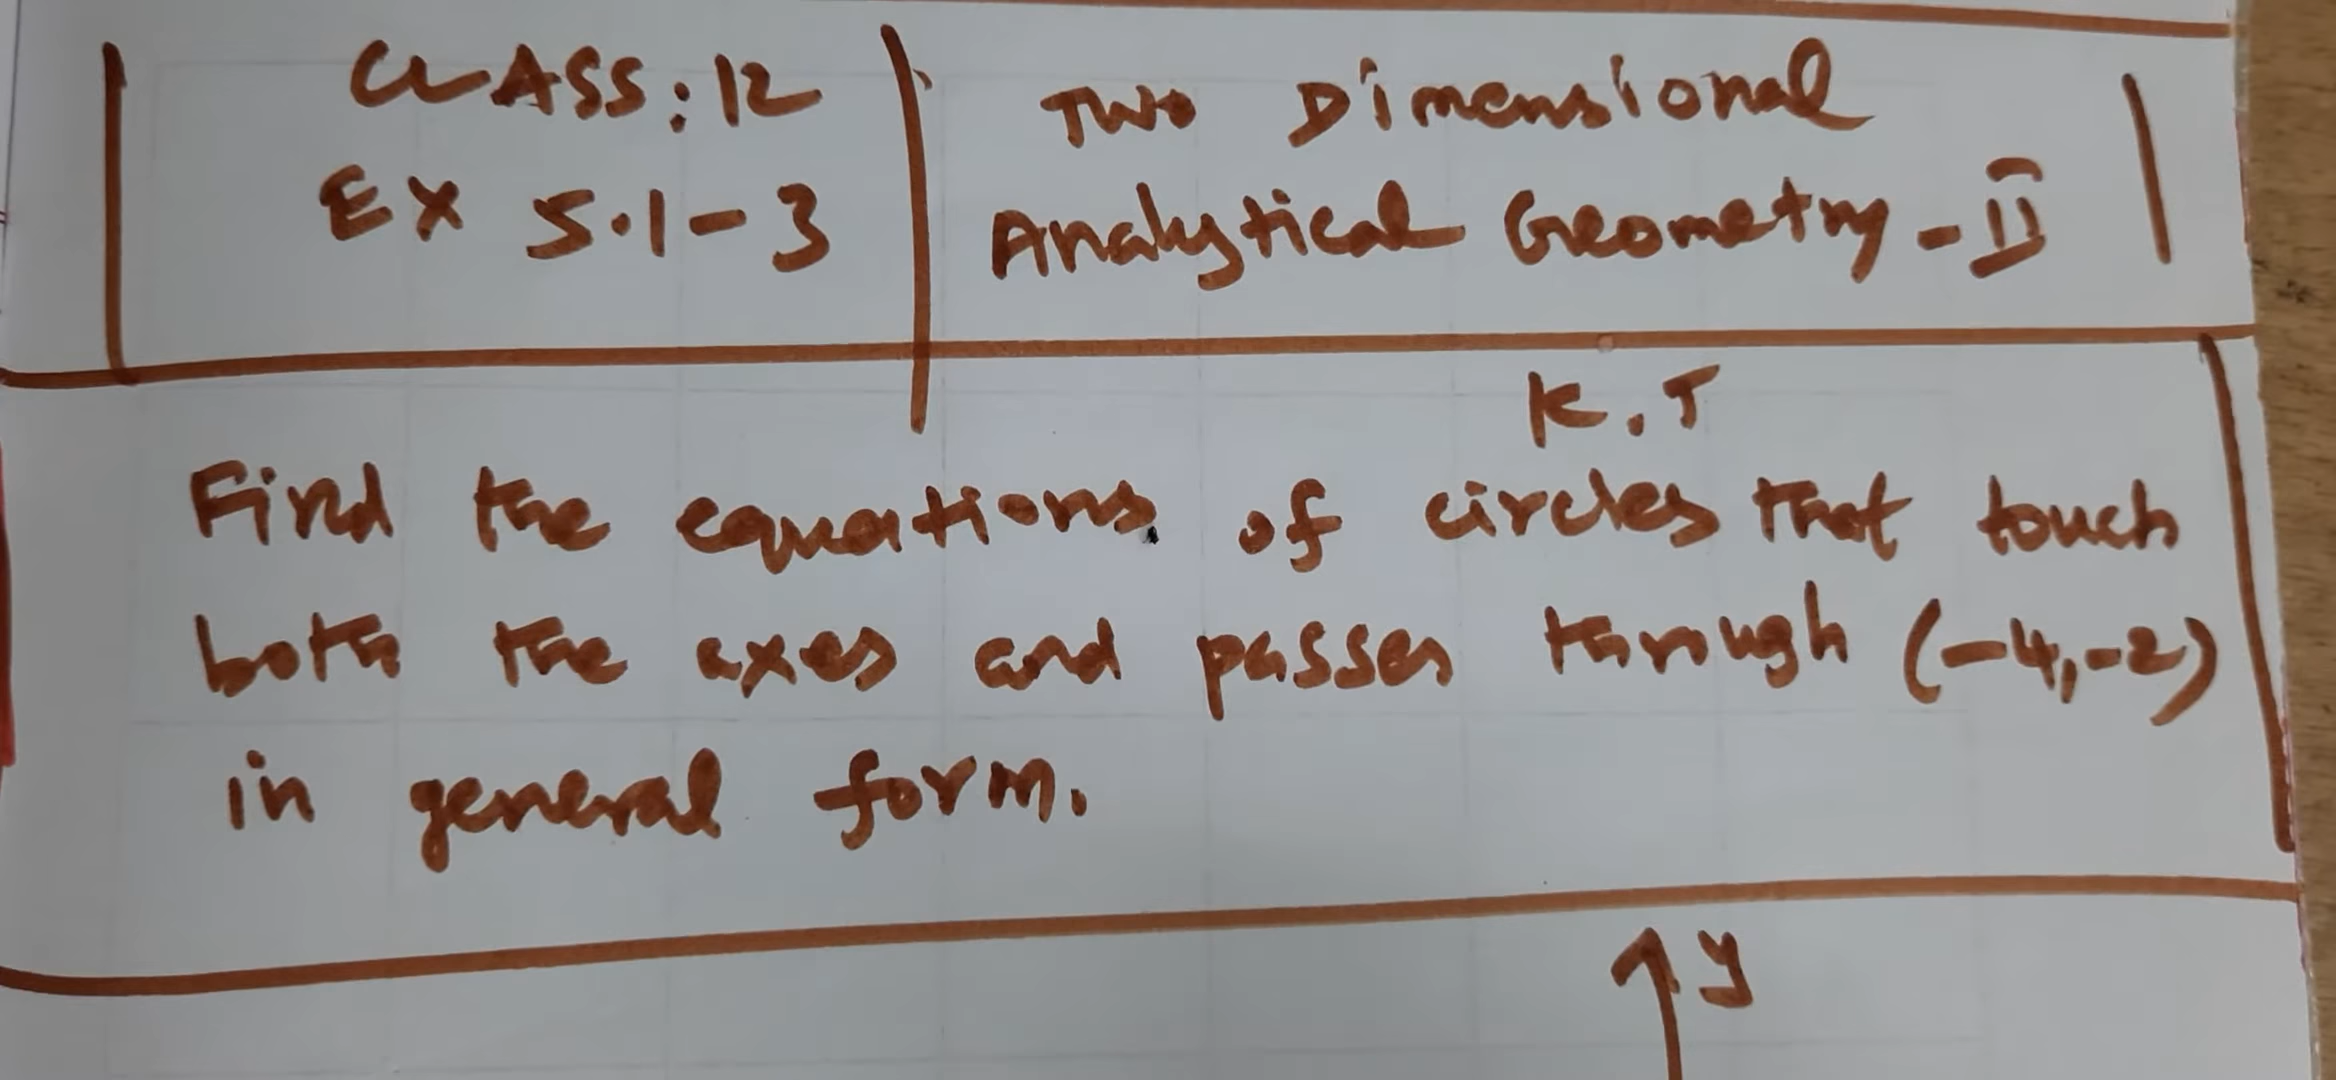 CLASS: 12
EX 5.1-3
Two Dimensional
Analytical Geometry - II
K.T
Find the equations of circles that touch
both the axes and passes through (-4,-2)
in general form.
y